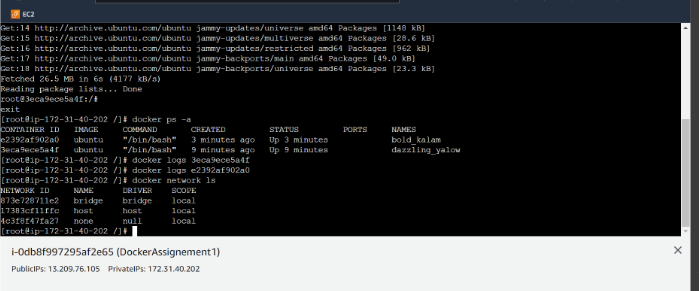 EC2
Get:14 http://archive.ubuntu.com/ubuntu jammy-updates/universe amd64 Packages [1148 kB]
Get:15 http://archive.ubuntu.com/ubuntu jammy-updates/multiverse amd64 Packages [28.6 kB]
Get:16 http://archive.ubuntu.com/ubuntu jammy-updates/restricted amd64 Packages [962 kB]
Get:17 http://archive.ubuntu.com/ubuntu jammy-backports/main amd64 Packages [49.0 kB]
Get:18 http://archive.ubuntu.com/ubuntu jammy-backports/universe amd64 Packages [23.3 kB]
Fetched 26.5 MB in 6s (4177 kB/s)
Reading package lists... Done
root@3eca9ece5a4f:/#
exit
[root@ip-172-31-40-202 /]# docker ps -a
CONTAINER ID IMAGE COMMAND CREATED STATUS PORTS NAMES
e2392af902a0 ubuntu "/bin/bash" 3 minutes ago Up 3 minutes bold_kalam
3eca9ece5a4f ubuntu "/bin/bash" 9 minutes ago Up 9 minutes dazzling_yalow
[root@ip-172-31-40-202 /]# docker logs 3eca9ece5a4f
[root@ip-172-31-40-202 /]# docker logs e2392af902a0
[root@ip-172-31-40-202 /]# docker network ls
NETWORK ID NAME DRIVER SCOPE
873e728711e2 bridge bridge local
17383cf11ffc host host local
4c3f8f47fa27 none null local
[root@ip-172-31-40-202 /]#
i-0db8f997295af2e65 (DockerAssignement1)
PublicIPs: 13.209.76.105 PrivateIPs: 172.31.40.202